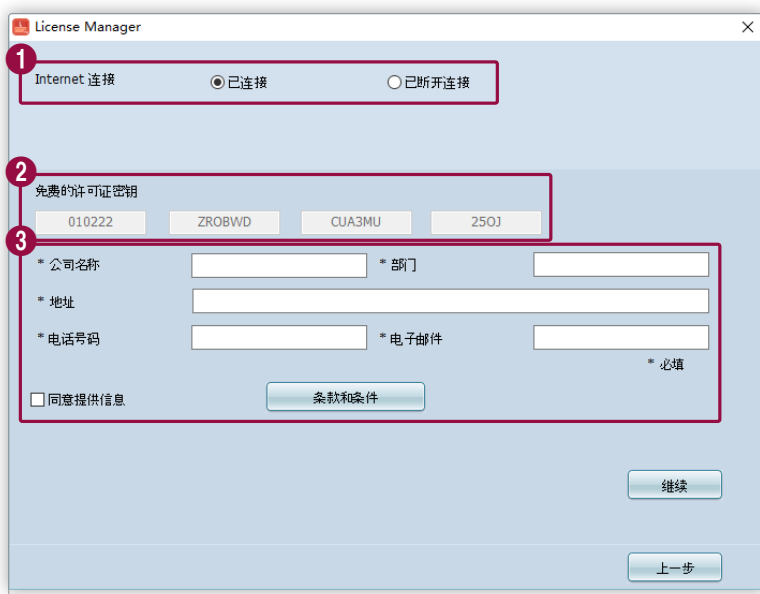 License Manager
1
Internet 连接 已连接 已断开连接
2
免费的许可证密钥
010222 ZROBWD CUA3MU 25OJ
3
* 公司名称 * 部门
* 地址
* 电话号码 * 电子邮件
* 必填
同意提供信息 条款和条件
继续
上一步